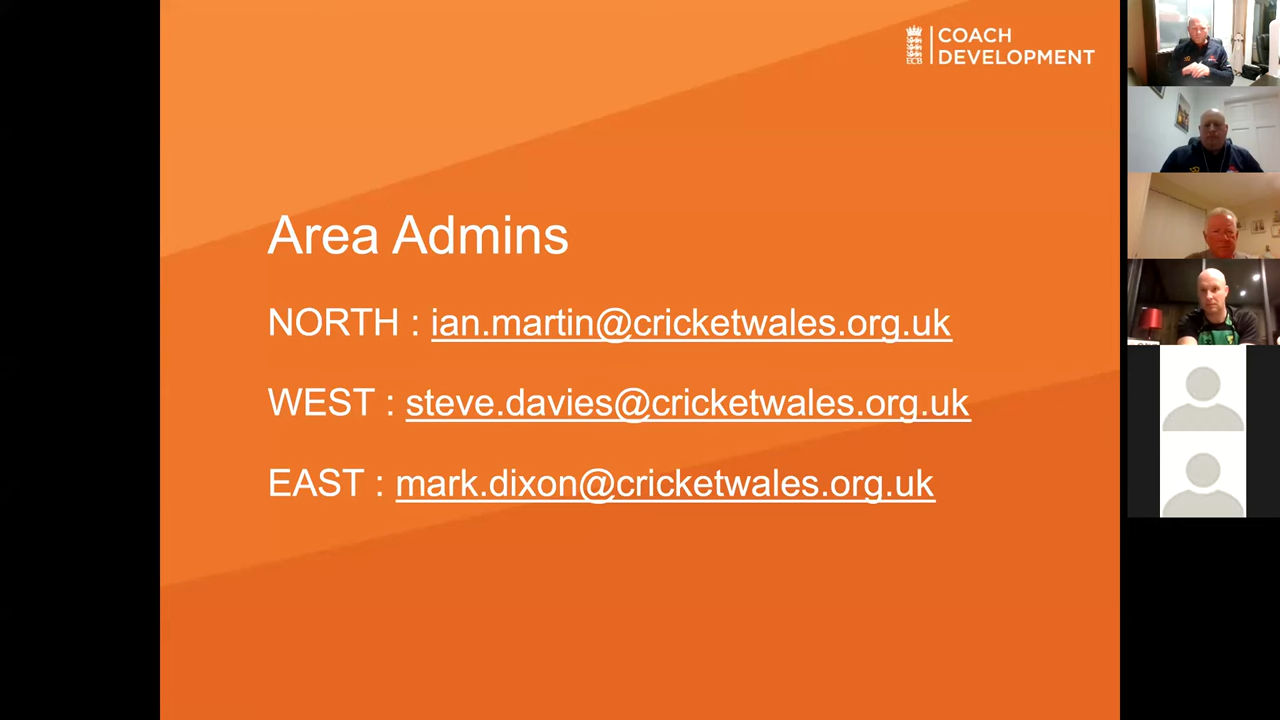 ECB
COACH
DEVELOPMENT
Area Admins
NORTH : ian.martin@cricketwales.org.uk
WEST : steve.davies@cricketwales.org.uk
EAST : mark.dixon@cricketwales.org.uk